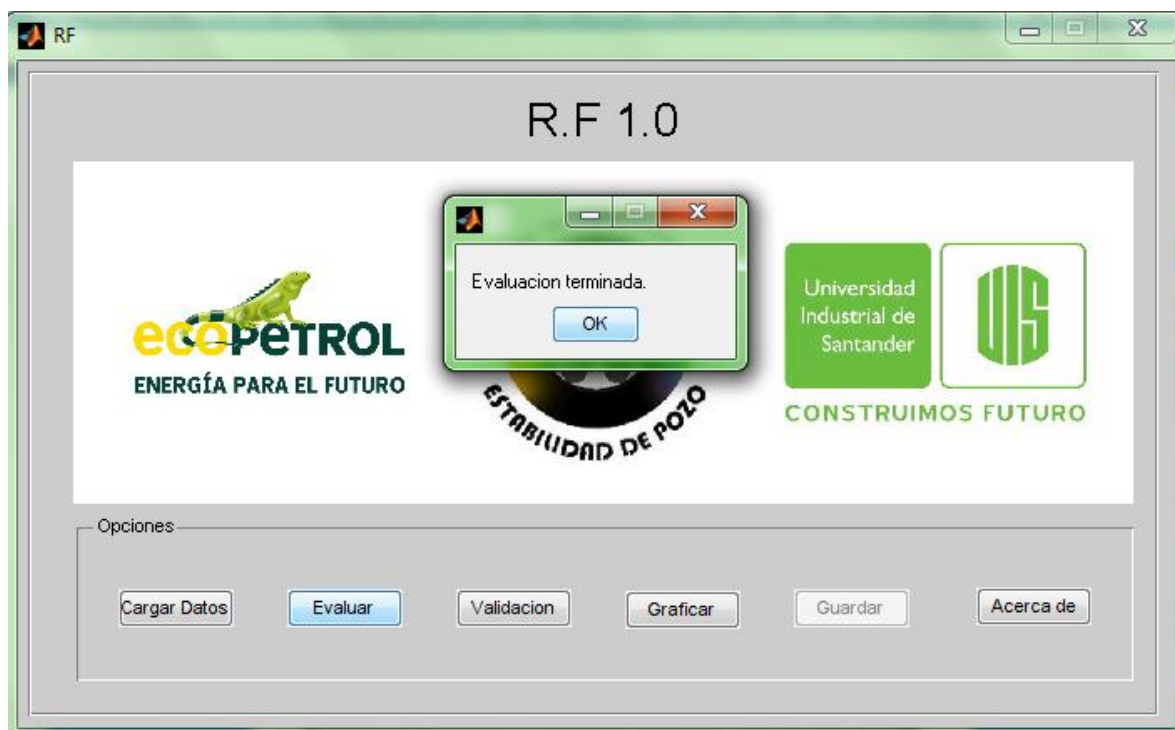 RF
R.F 1.0
Evaluacion terminada.
OK
ecoPETROL
ENERGÍA PARA EL FUTURO
ESTABILIDAD DE POZO
Universidad
Industrial de
Santander
UIS
CONSTRUIMOS FUTURO
Opciones
Cargar Datos
Evaluar
Validacion
Graficar
Guardar
Acerca de